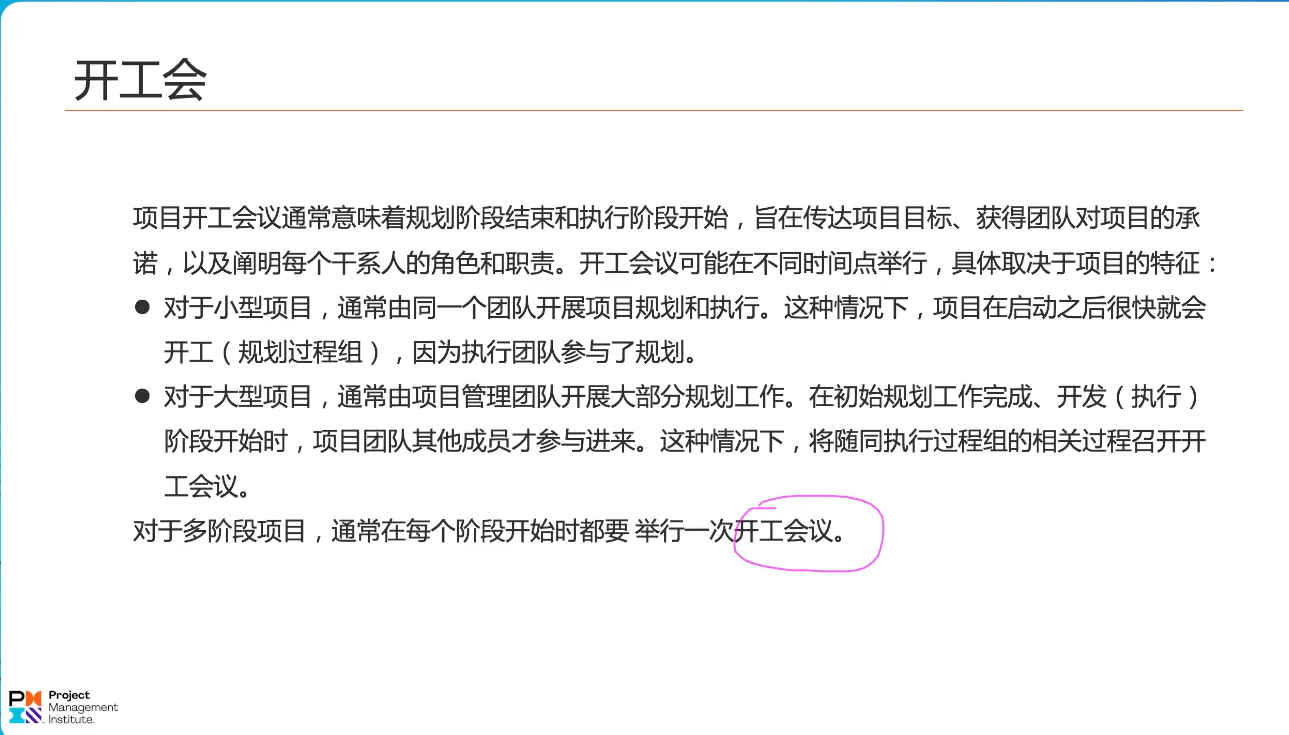 开工会
项目开工会议通常意味着规划阶段结束和执行阶段开始，旨在传达项目目标、获得团队对项目的承
诺，以及阐明每个干系人的角色和职责。开工会议可能在不同时间点举行，具体取决于项目的特征：
● 对于小型项目，通常由同一个团队开展项目规划和执行。这种情况下，项目在启动之后很快就会
开工（规划过程组），因为执行团队参与了规划。
● 对于大型项目，通常由项目管理团队开展大部分规划工作。在初始规划工作完成、开发（执行）
阶段开始时，项目团队其他成员才参与进来。这种情况下，将随同执行过程组的相关过程召开开
工会议。
对于多阶段项目，通常在每个阶段开始时都要 举行一次开工会议。
Project
Management
Institute.